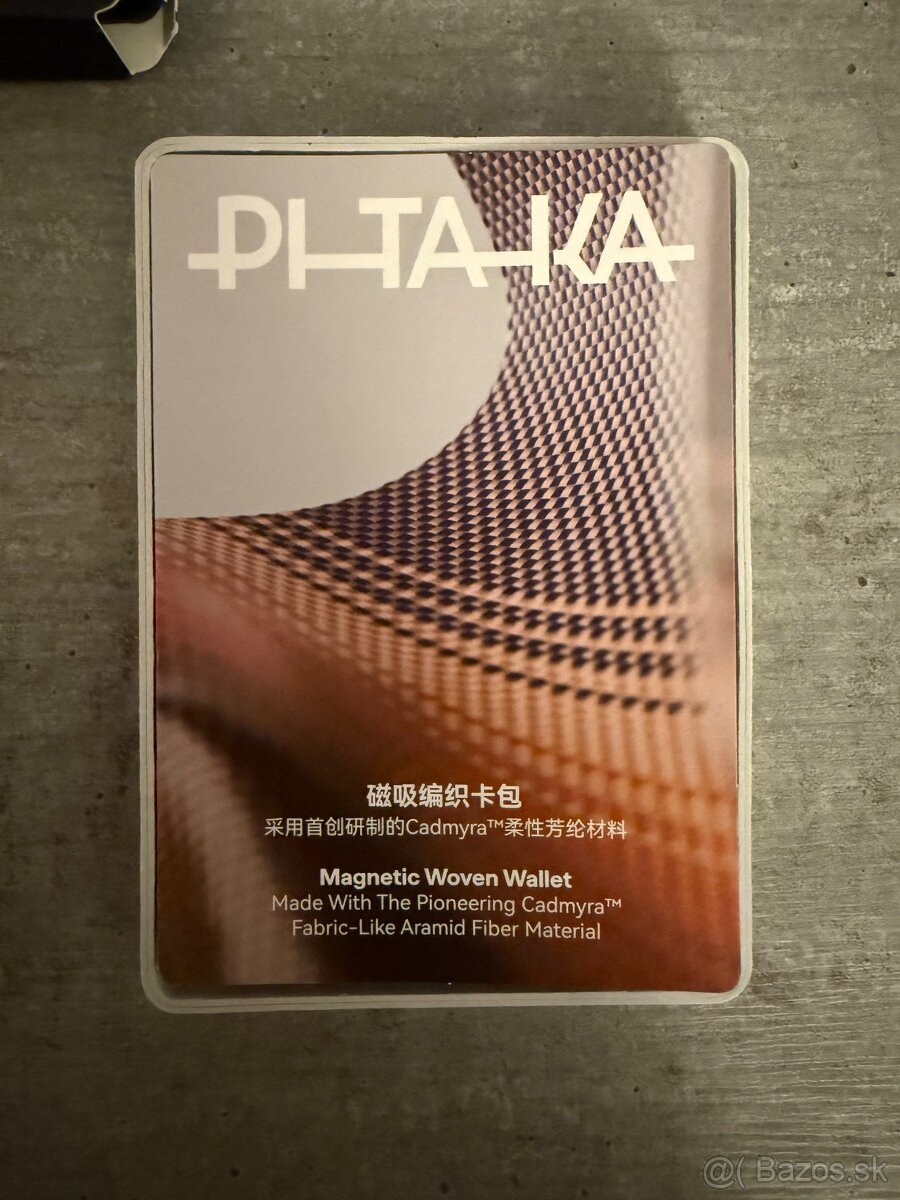 PITAKA
磁吸编织卡包
采用首创研制的Cadmyra™柔性芳纶材料
Magnetic Woven Wallet
Made With The Pioneering Cadmyra™
Fabric-Like Aramid Fiber Material
@( Bazos.sk